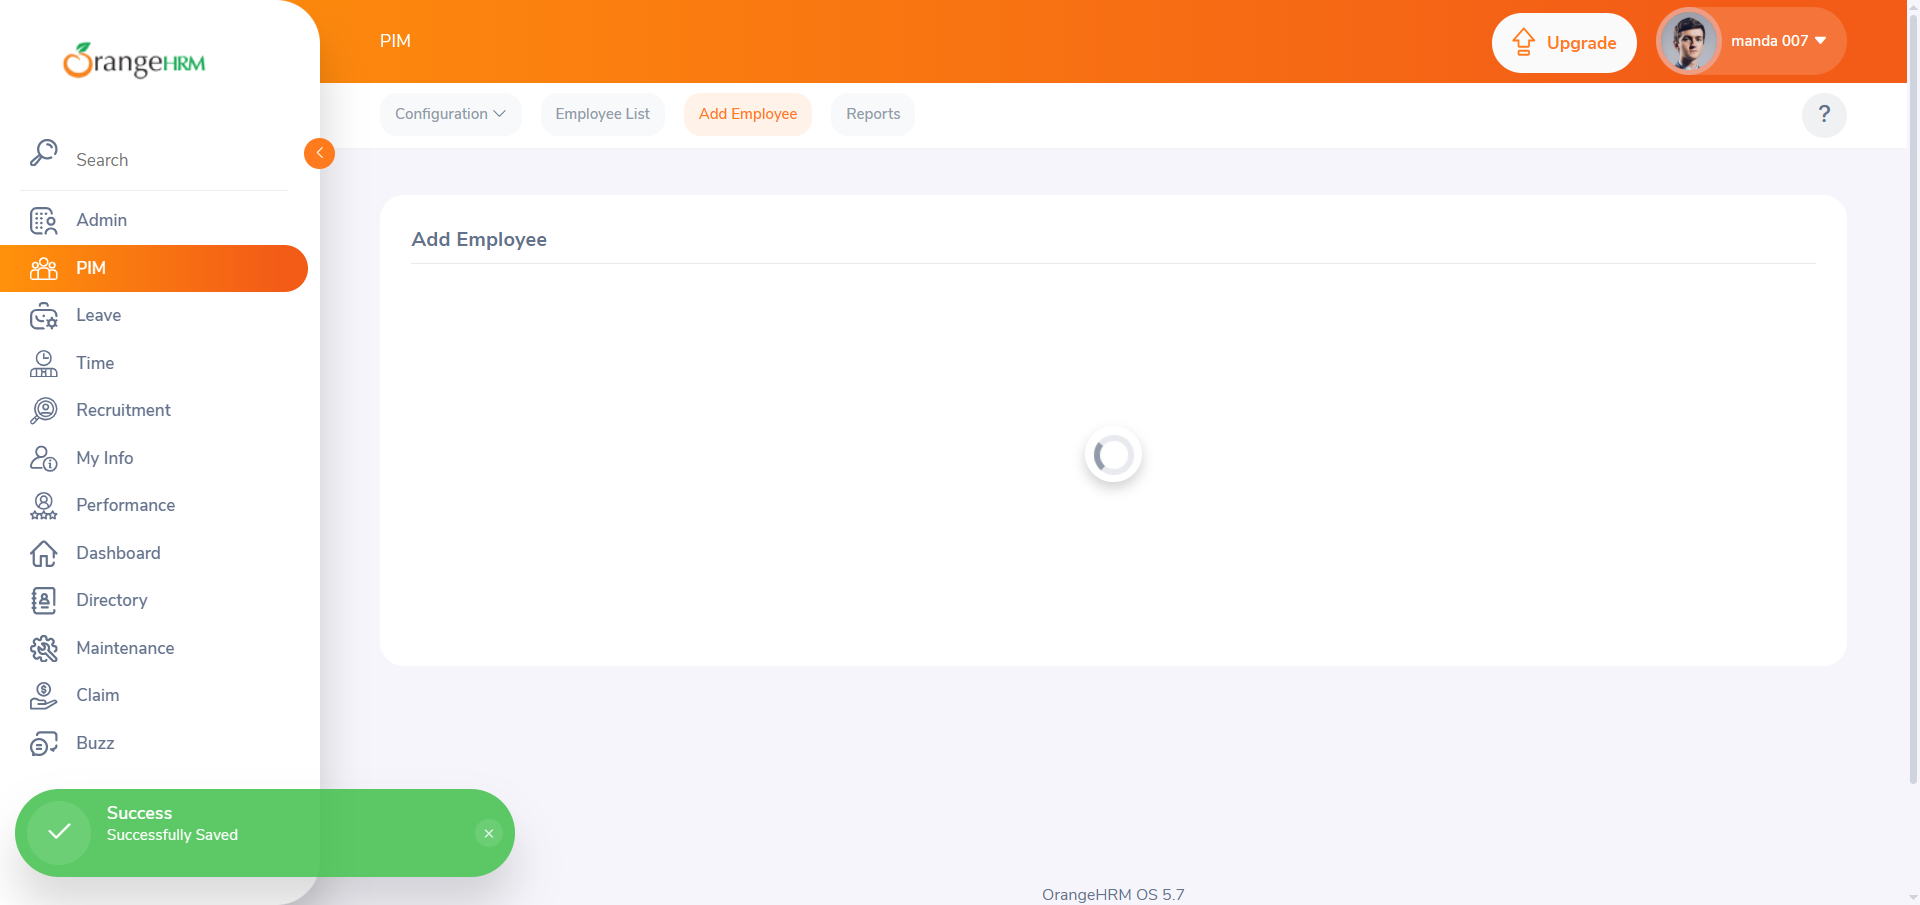 OrangeHRM
PIM
Upgrade
manda 007
Configuration
Employee List
Add Employee
Reports
?
Search
Admin
PIM
Leave
Time
Recruitment
My Info
Performance
Dashboard
Directory
Maintenance
Claim
Buzz
Add Employee
Success
Successfully Saved
OrangeHRM OS 5.7